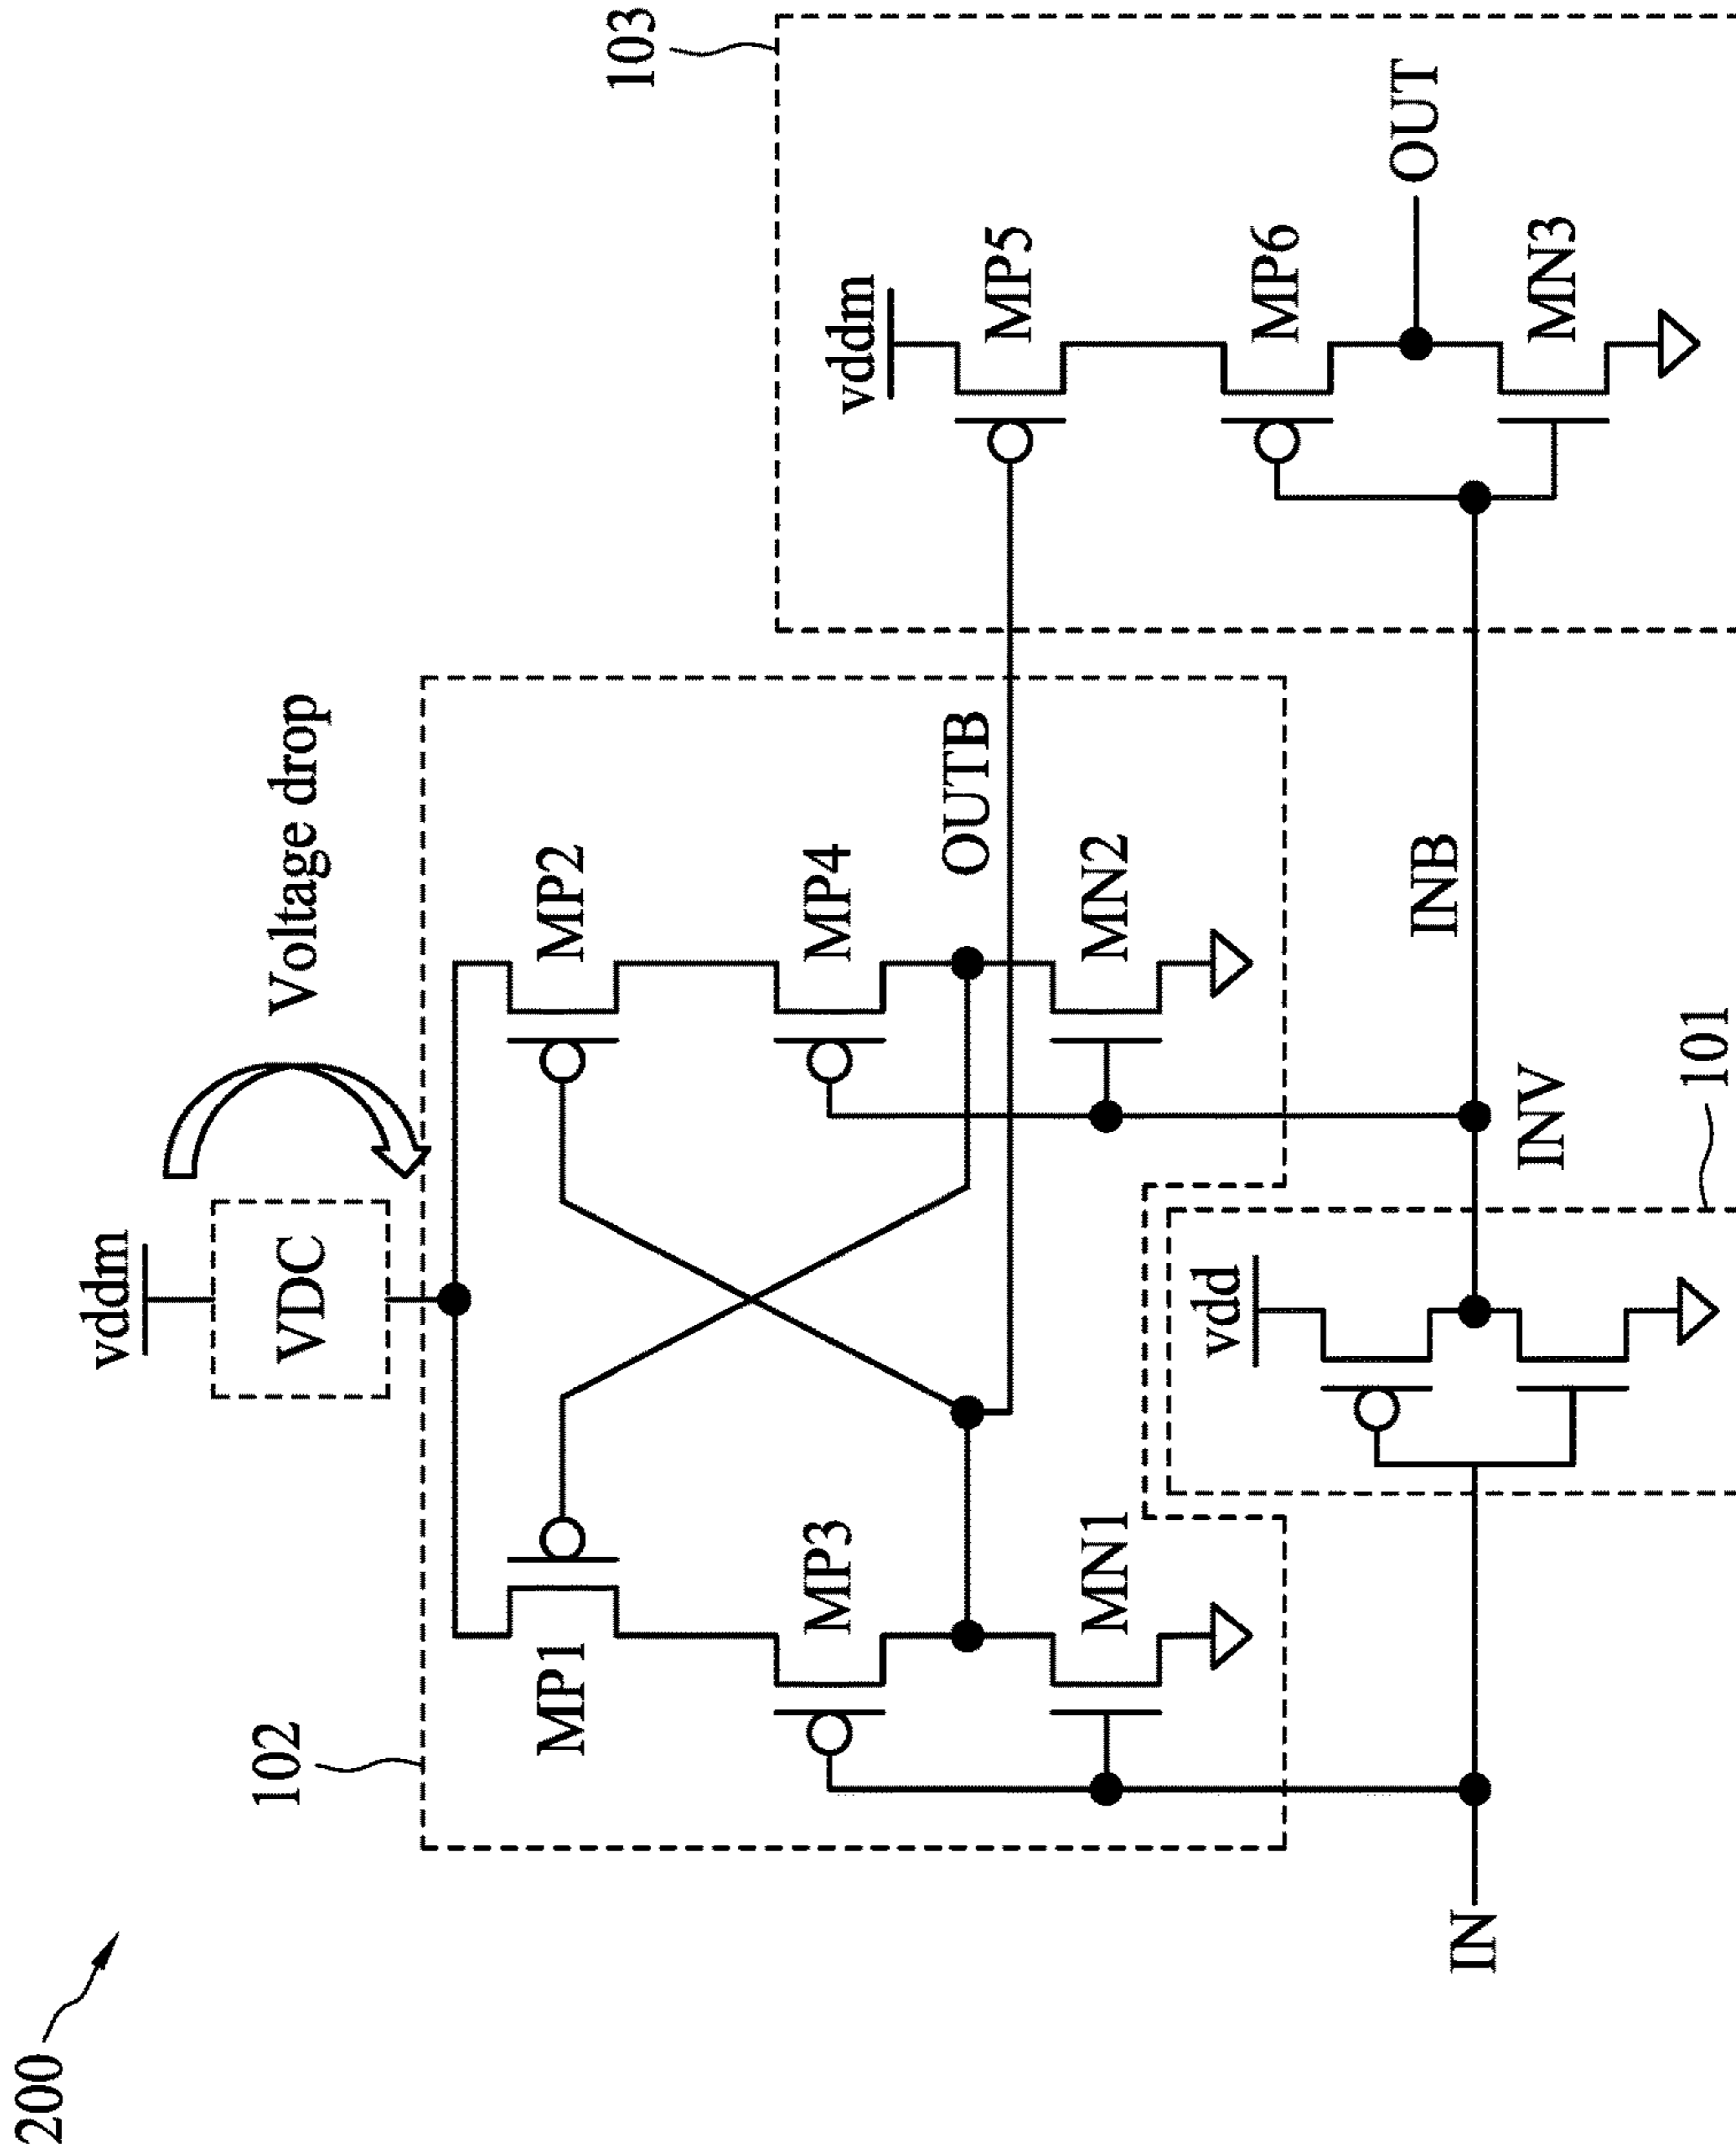 200
vddm
VDC
Voltage drop
102
103
MP1
MP2
vddm
MP5
MP3
MP4
OUTB
MP6
MN1
MN2
OUT
vdd
INB
MN3
IN
INV
101